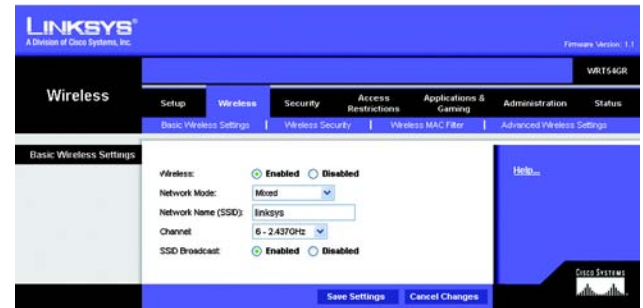 LINKSYS®
A Division of Cisco Systems, Inc.
Firmware Version: 1.1
WRT54GR
Wireless
Setup Wireless Security Access Restrictions Applications & Gaming Administration Status
Basic Wireless Settings | Wireless Security | Wireless MAC Filter | Advanced Wireless Settings
Basic Wireless Settings
Wireless: Enabled Disabled
Network Mode: Mixed
Network Name (SSID): linksys
Channel: 6 - 2.437GHz
SSID Broadcast: Enabled Disabled
Help...
Save Settings Cancel Changes
CISCO SYSTEMS